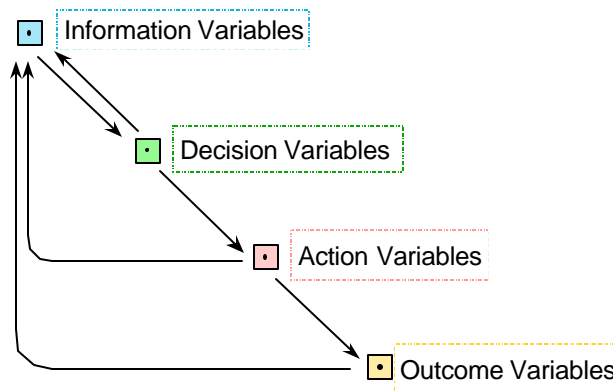 Information Variables
Decision Variables
Action Variables
Outcome Variables